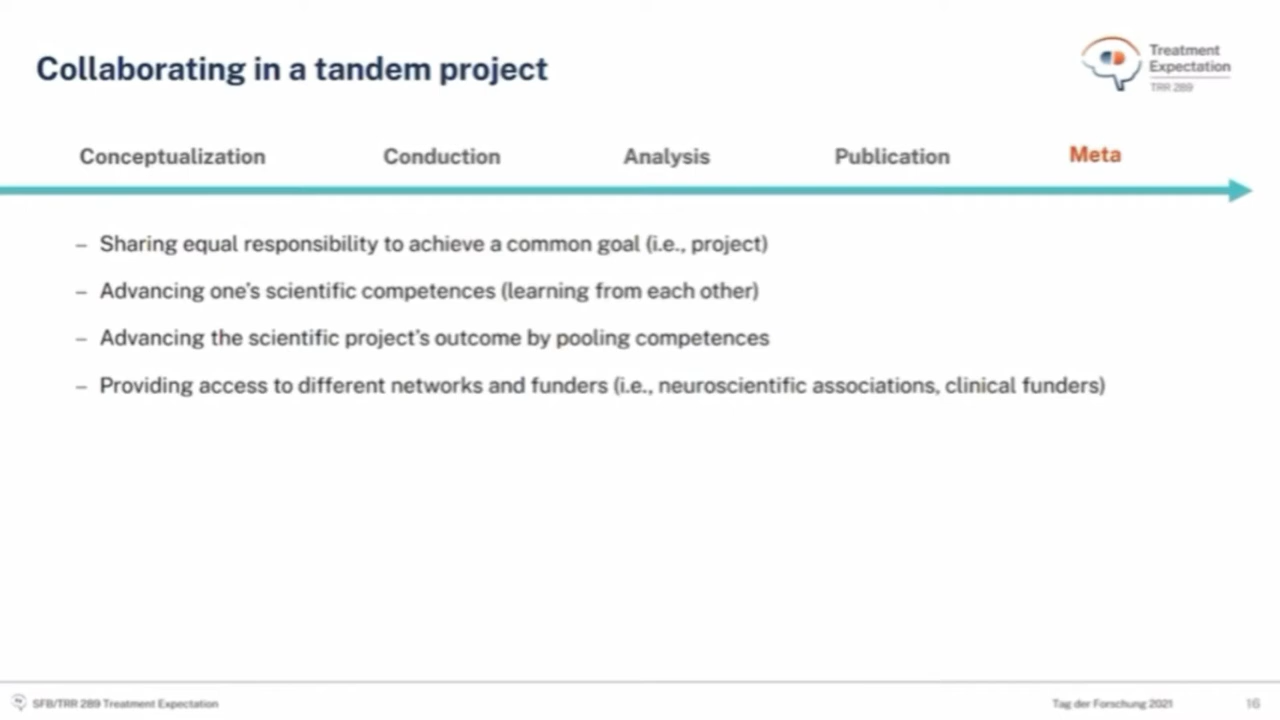 Collaborating in a tandem project
Treatment
Expectation
TRR 289
Conceptualization
Conduction
Analysis
Publication
Meta
– Sharing equal responsibility to achieve a common goal (i.e., project)
– Advancing one's scientific competences (learning from each other)
– Advancing the scientific project's outcome by pooling competences
– Providing access to different networks and funders (i.e., neuroscientific associations, clinical funders)
SFB/TRR 289 Treatment Expectation
Tag der Forschung 2021
16